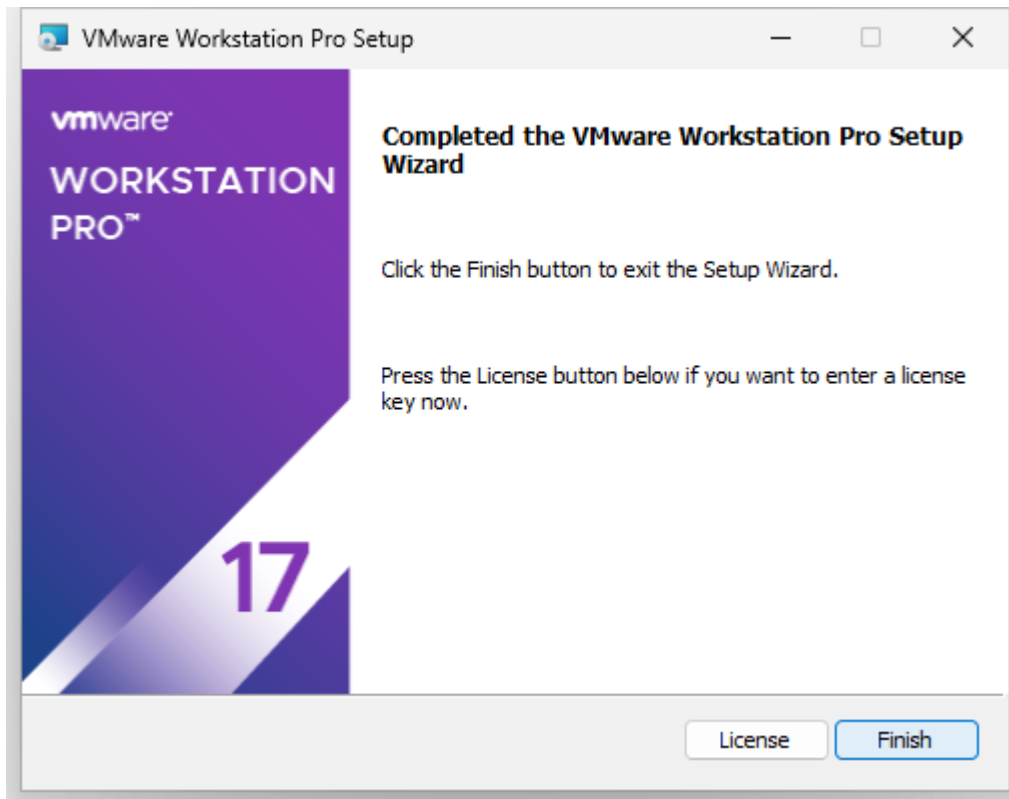 VMware Workstation Pro Setup
vmware®
WORKSTATION
PRO™
Completed the VMware Workstation Pro Setup
Wizard
Click the Finish button to exit the Setup Wizard.
Press the License button below if you want to enter a license
key now.
17
License
Finish